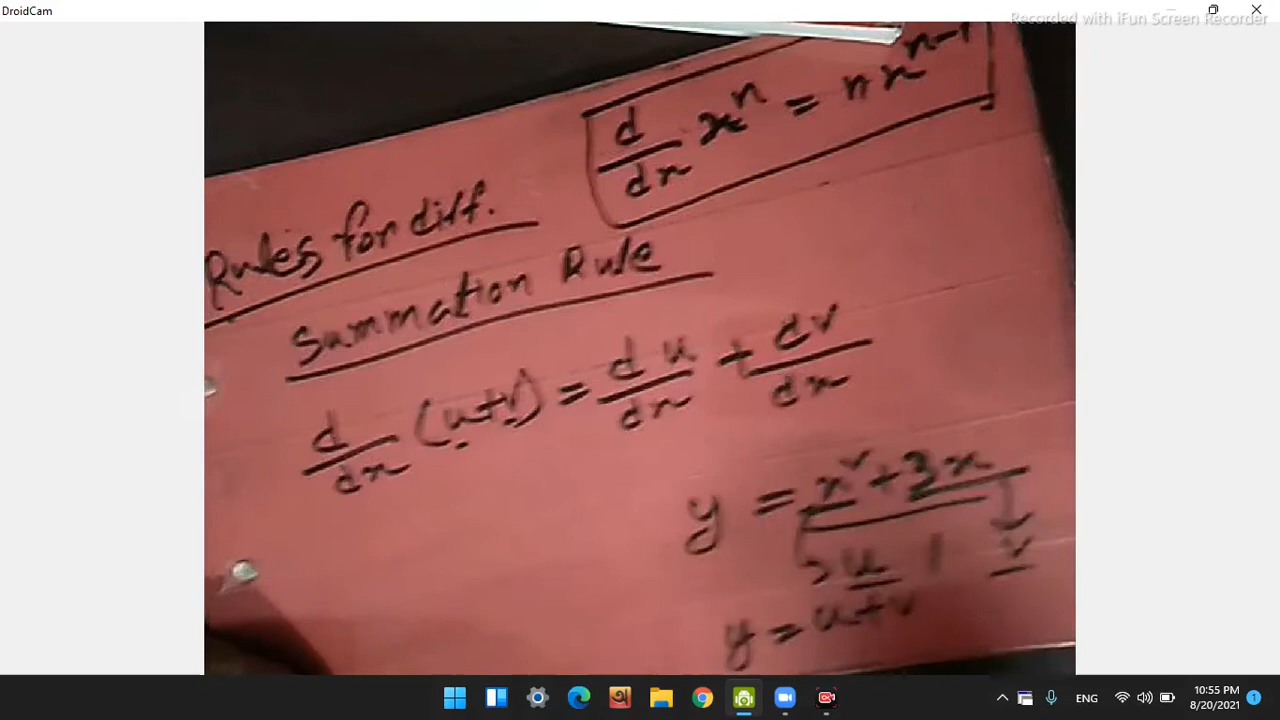 DroidCam
Recorded with iFun Screen Recorder
d/dx x^n = n x^(n-1)
Rules for diff.
Summation Rule
d/dx (u+v) = du/dx + dv/dx
y = x² + 3x
u v
y = u+v
ENG
10:55 PM
8/20/2021
1